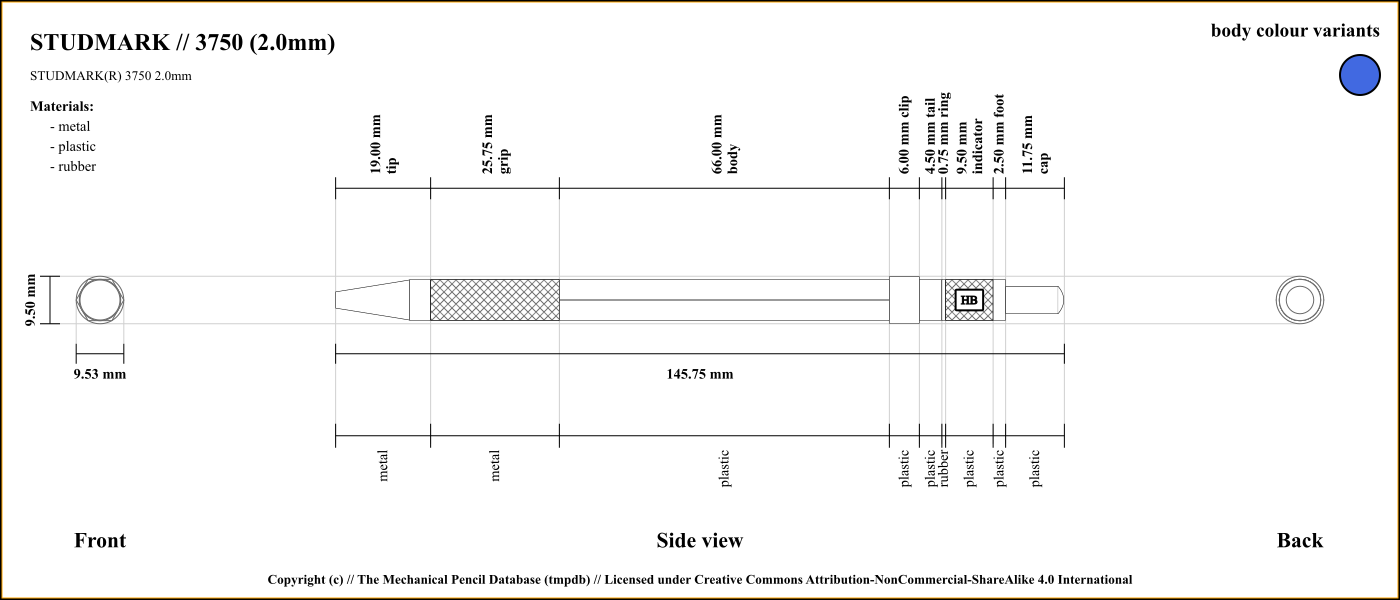 STUDMARK // 3750 (2.0mm)
body colour variants
STUDMARK(R) 3750 2.0mm
Materials:
- metal
- plastic
- rubber
19.00 mm
tip
25.75 mm
grip
66.00 mm
body
6.00 mm clip
4.50 mm tail
0.75 mm ring
9.50 mm
indicator
2.50 mm foot
11.75 mm
cap
9.50 mm
HB
9.53 mm
145.75 mm
metal
metal
plastic
plastic
plastic
rubber
plastic
plastic
plastic
Front
Side view
Back
Copyright (c) // The Mechanical Pencil Database (tmpdb) // Licensed under Creative Commons Attribution-NonCommercial-ShareAlike 4.0 International